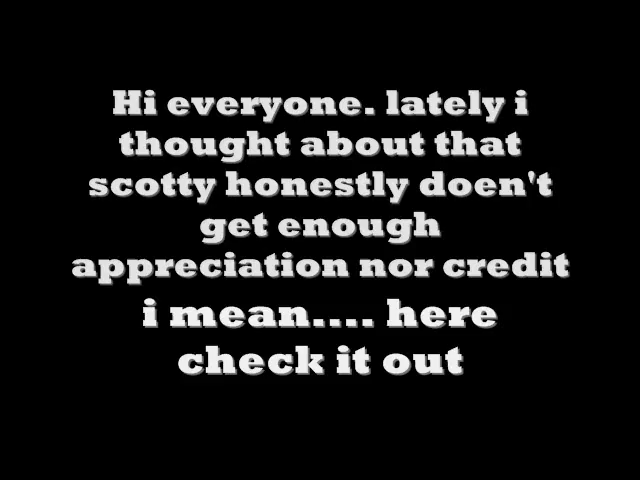 Hi everyone. lately i
thought about that
scotty honestly doen't
get enough
appreciation nor credit
i mean.... here
check it out